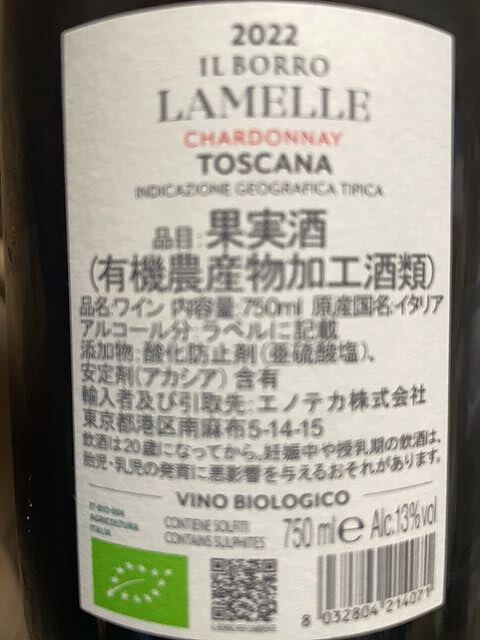 2022
IL BORRO
LAMELLE
CHARDONNAY
TOSCANA
INDICAZIONE GEOGRAFICA TIPICA
品目:果実酒
(有機農産物加工酒類)
品名:ワイン 内容量:750ml 原産国名:イタリア
アルコール分:ラベルに記載
添加物:酸化防止剤(亜硫酸塩)、
安定剤(アカシア)含有
輸入者及び引取先:エノテカ株式会社
東京都港区南麻布5-14-15
飲酒は20歳になってから。妊娠中や授乳期の飲酒は、
胎児・乳児の発育に悪影響を与えるおそれがあります。
VINO BIOLOGICO
IT-BIO-004
AGRICOLTURA
ITALIA
CONTIENE SOLFITI
CONTAINS SULPHITES
750 ml e Alc.13% vol
8 032804 214071